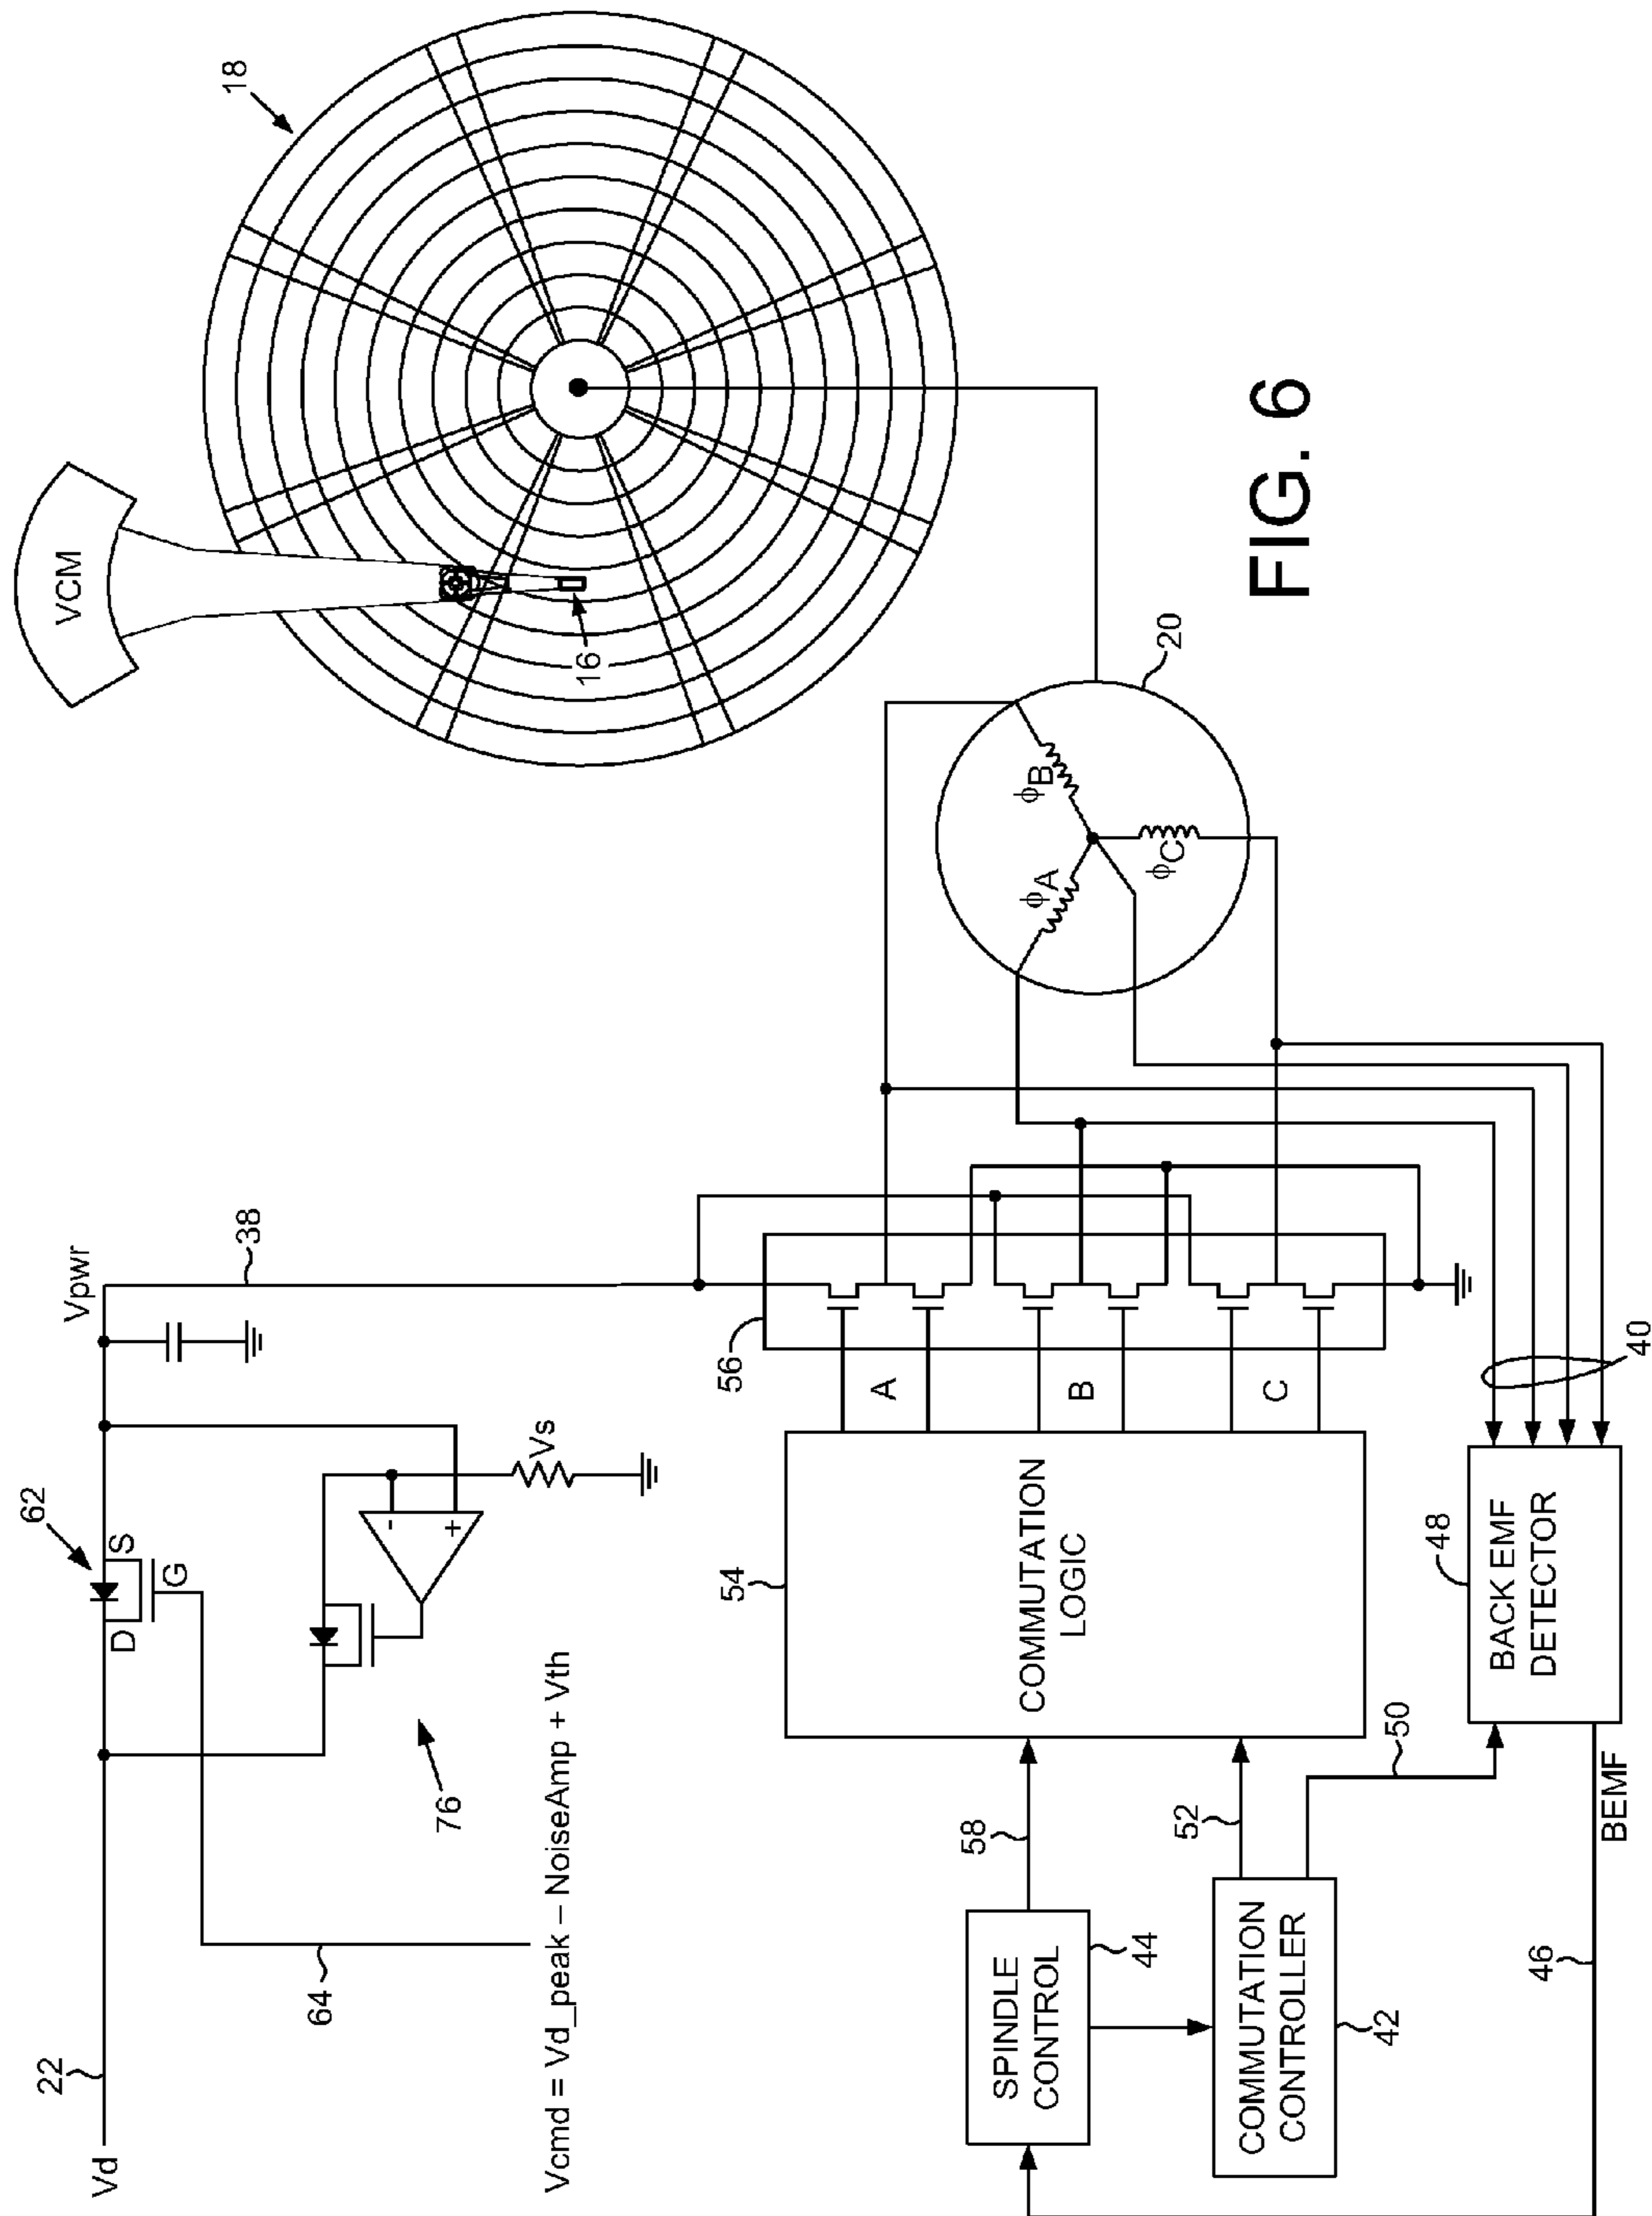 Vd
22
64
Vcmd = Vd_peak – NoiseAmp + Vth
62
D
S
G
76
-
+
Vs
Vpwr
38
VCM
16
18
SPINDLE
CONTROL
44
58
COMMUTATION
CONTROLLER
42
52
50
54
COMMUTATION
LOGIC
A
B
C
56
ϕA
ϕB
ϕC
20
BACK EMF
DETECTOR
48
40
46
BEMF
FIG. 6